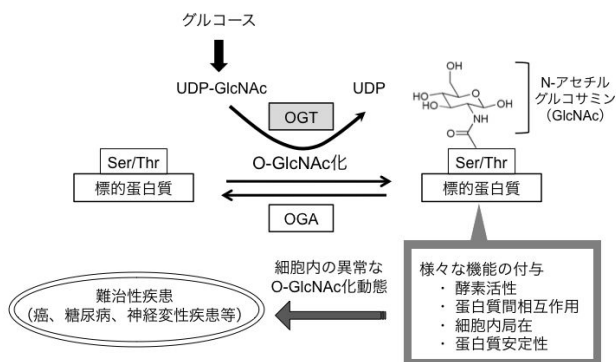 グルコース
UDP-GlcNAc
UDP
OGT
O-GlcNAc化
OGA
Ser/Thr
標的蛋白質
OH
HO
HO
O
OH
NH
O
N-アセチル
グルコサミン
（GlcNAc）
Ser/Thr
標的蛋白質
様々な機能の付与
・ 酵素活性
・ 蛋白質間相互作用
・ 細胞内局在
・ 蛋白質安定性
細胞内の異常な
O-GlcNAc化動態
難治性疾患
（癌、糖尿病、神経変性疾患等）